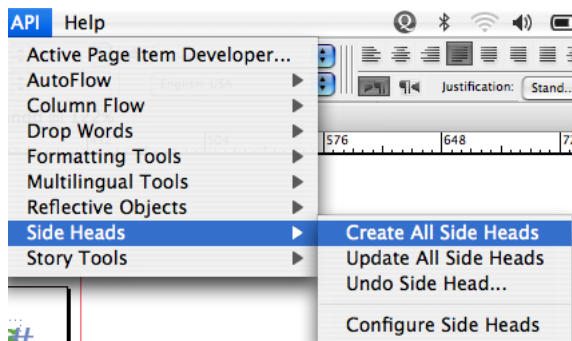 API Help
Active Page Item Developer...
AutoFlow
Column Flow
Drop Words
Formatting Tools
Multilingual Tools
Reflective Objects
Side Heads
Story Tools
Create All Side Heads
Update All Side Heads
Undo Side Head...
Configure Side Heads
Justification: Stand...
576 648